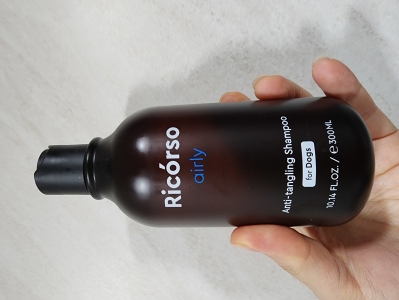 Ricórso
airly
Anti-tangling Shampoo
for Dogs
10.14 FL.OZ. / ℮300ML